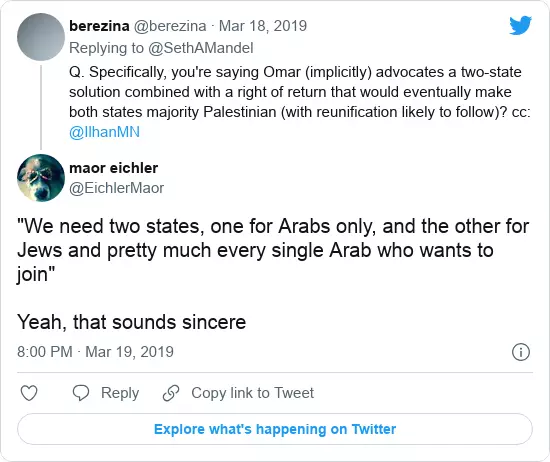 berezina @berezina · Mar 18, 2019
Replying to @SethAMandel
Q. Specifically, you're saying Omar (implicitly) advocates a two-state
solution combined with a right of return that would eventually make
both states majority Palestinian (with reunification likely to follow)? cc:
@IlhanMN
maor eichler
@EichlerMaor
"We need two states, one for Arabs only, and the other for
Jews and pretty much every single Arab who wants to
join"
Yeah, that sounds sincere
8:00 PM · Mar 19, 2019
Reply
Copy link to Tweet
Explore what's happening on Twitter